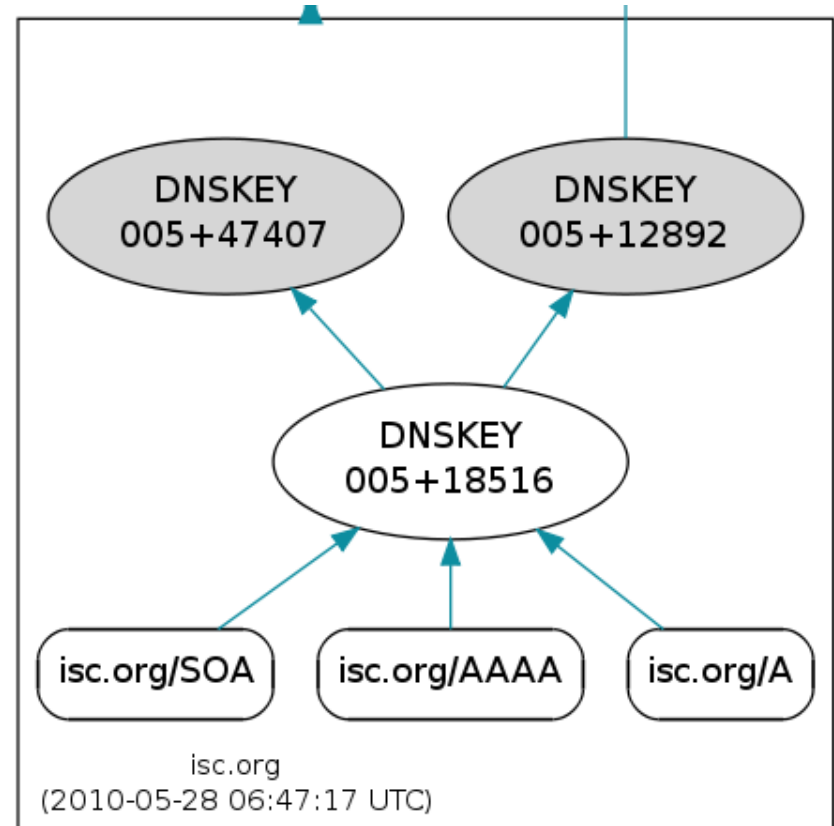 DNSKEY
005+47407
DNSKEY
005+12892
DNSKEY
005+18516
isc.org/SOA
isc.org/AAAA
isc.org/A
isc.org
(2010-05-28 06:47:17 UTC)